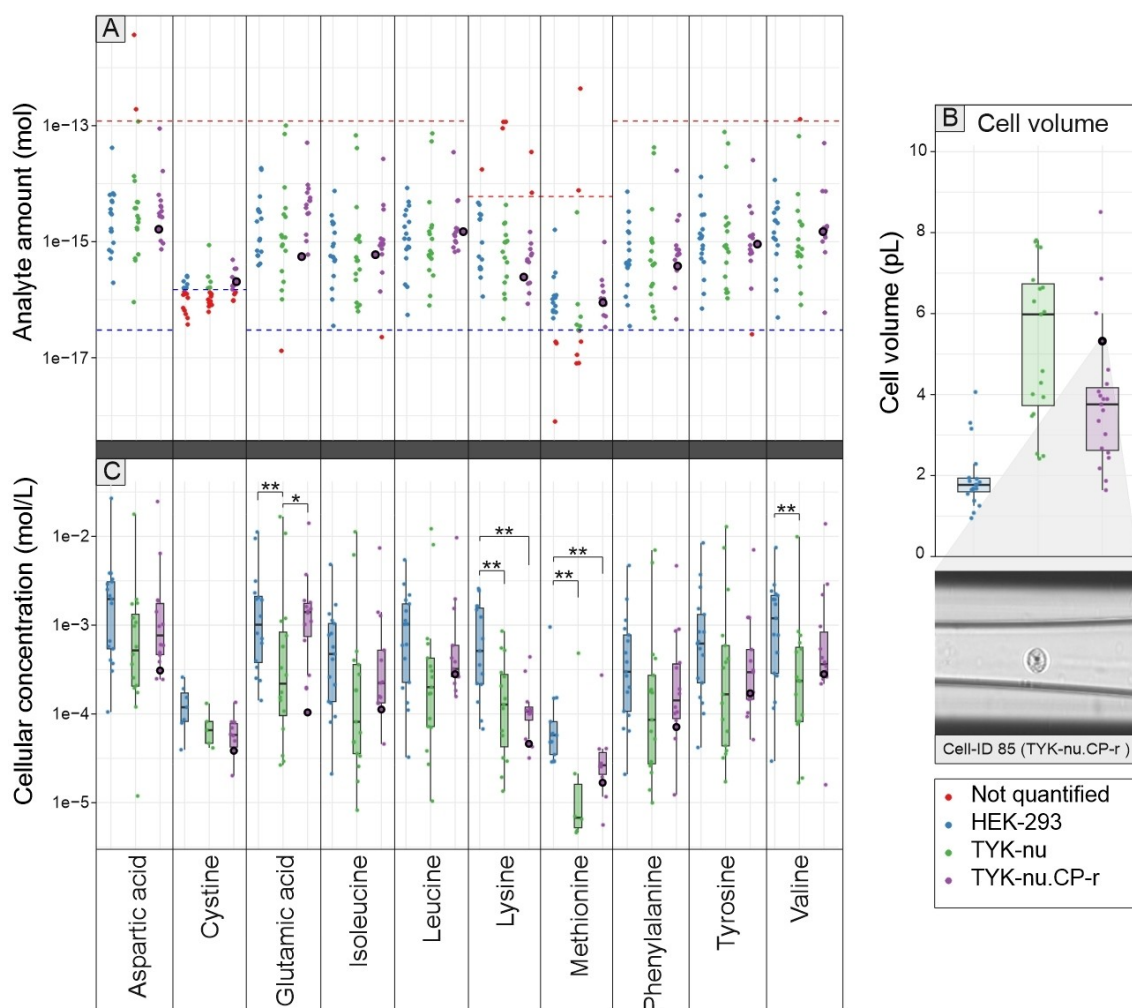 A
Analyte amount (mol)
1e−13
1e−15
1e−17
B Cell volume
Cell volume (pL)
10
8
6
4
2
0
C
Cellular concentration (mol/L)
1e−2
1e−3
1e−4
1e−5
** *
**
**
**
**
**
Aspartic acid
Cystine
Glutamic acid
Isoleucine
Leucine
Lysine
Methionine
Phenylalanine
Tyrosine
Valine
Cell-ID 85 (TYK-nu.CP-r )
Not quantified
HEK-293
TYK-nu
TYK-nu.CP-r